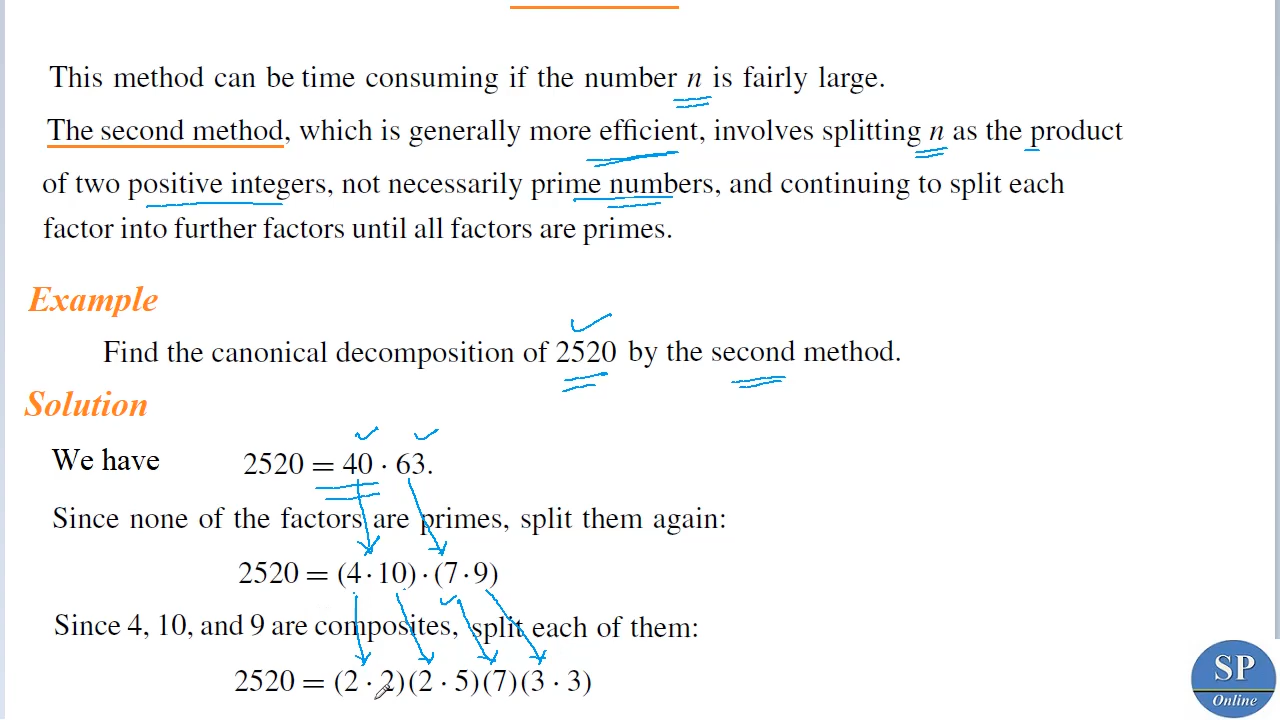 This method can be time consuming if the number n is fairly large.
The second method, which is generally more efficient, involves splitting n as the product
of two positive integers, not necessarily prime numbers, and continuing to split each
factor into further factors until all factors are primes.
Example
Find the canonical decomposition of 2520 by the second method.
Solution
We have 2520 = 40 · 63.
Since none of the factors are primes, split them again:
2520 = (4 · 10) · (7 · 9)
Since 4, 10, and 9 are composites, split each of them:
2520 = (2 · 2)(2 · 5)(7)(3 · 3)
SP
Online